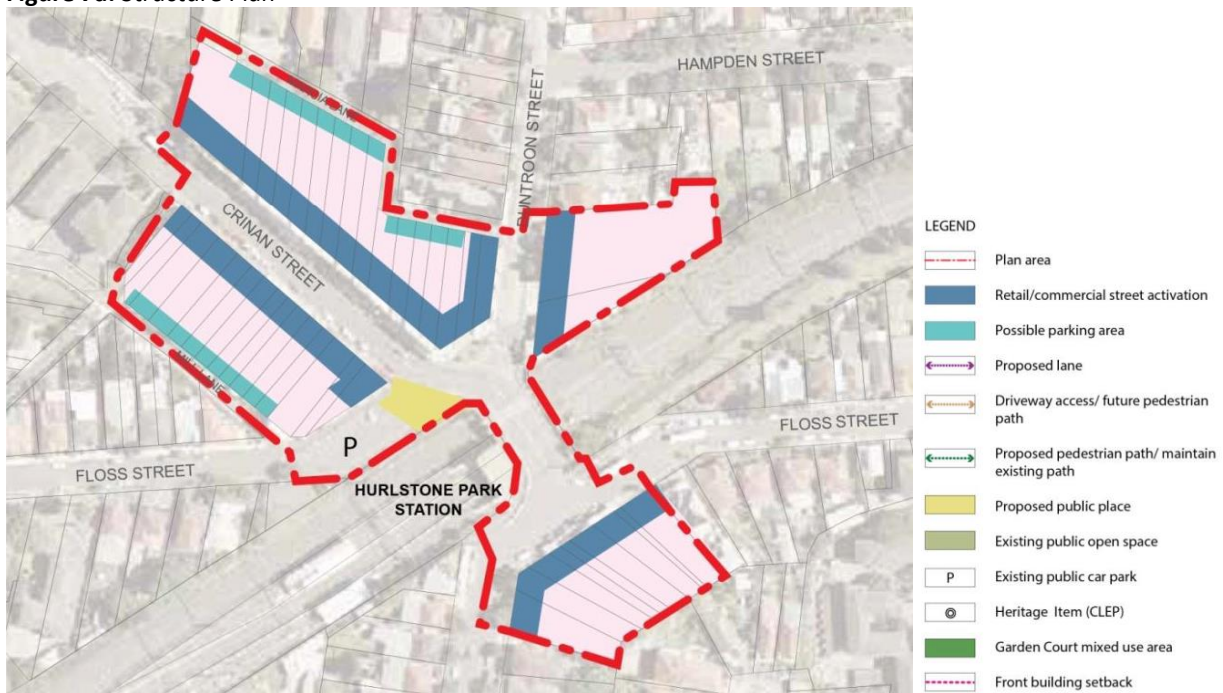 HAMPDEN STREET
CRINAN STREET
FLOSS STREET
P
FLOSS STREET
HURLSTONE PARK
STATION
LEGEND
Plan area
Retail/commercial street activation
Possible parking area
Proposed lane
Driveway access/ future pedestrian
path
Proposed pedestrian path/ maintain
existing path
Proposed public place
Existing public open space
P Existing public car park
Heritage Item (CLEP)
Garden Court mixed use area
Front building setback